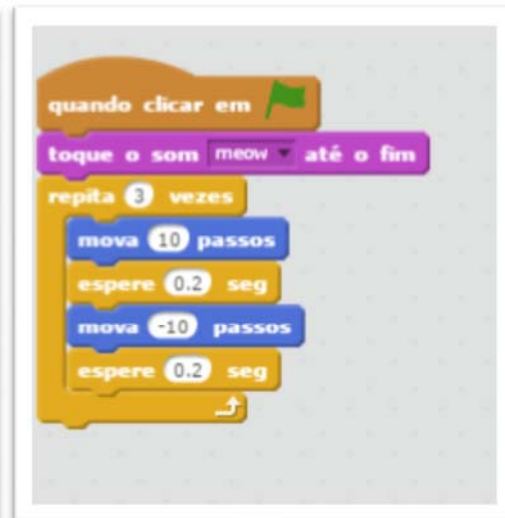 quando clicar em
toque o som meow até o fim
repita 3 vezes
mova 10 passos
espere 0.2 seg
mova -10 passos
espere 0.2 seg